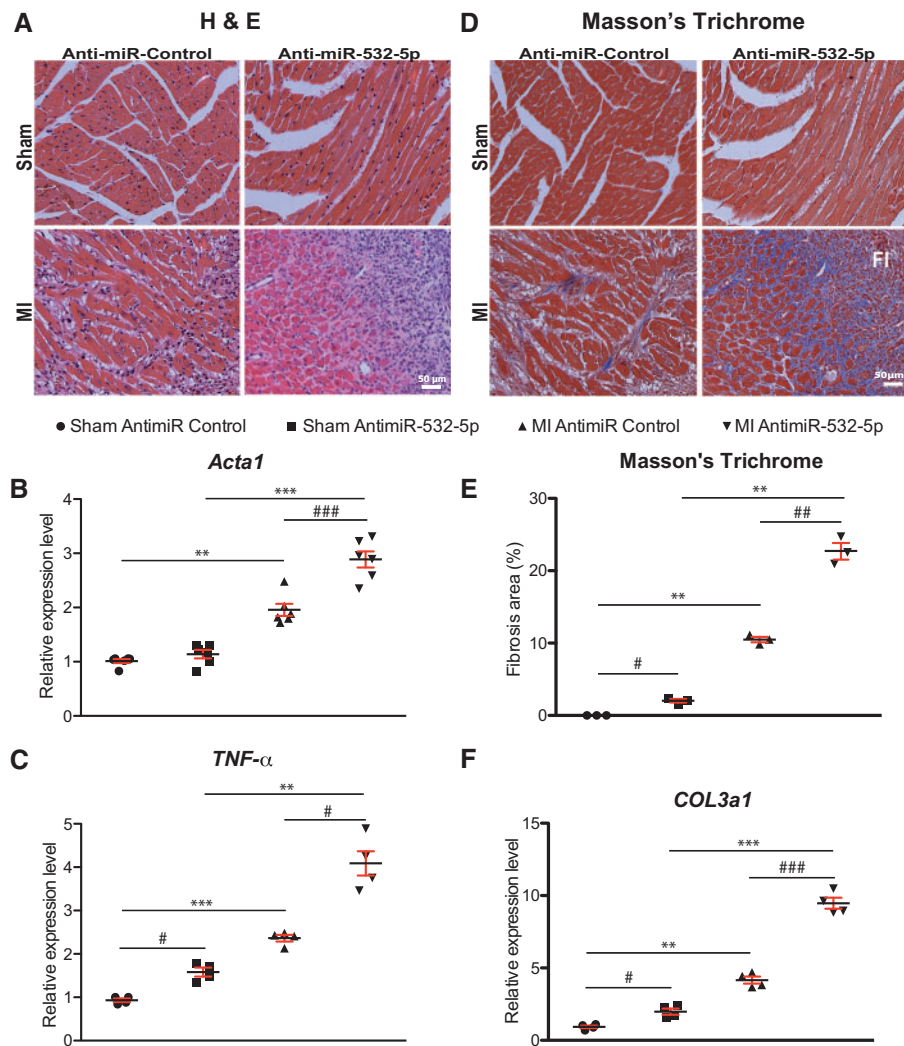 A
H & E
Anti-miR-Control
Anti-miR-532-5p
Sham
MI
50 µm
D
Masson's Trichrome
Anti-miR-Control
Anti-miR-532-5p
Sham
MI
FI
50 µm
Sham AntimiR Control
Sham AntimiR-532-5p
MI AntimiR Control
MI AntimiR-532-5p
B
Acta1
Relative expression level
4
3
2
1
0
**
***
###
E
Masson's Trichrome
Fibrosis area (%)
30
20
10
0
#
**
**
##
C
TNF-α
Relative expression level
5
4
3
2
1
0
#
***
**
#
F
COL3a1
Relative expression level
15
10
5
0
#
**
***
###